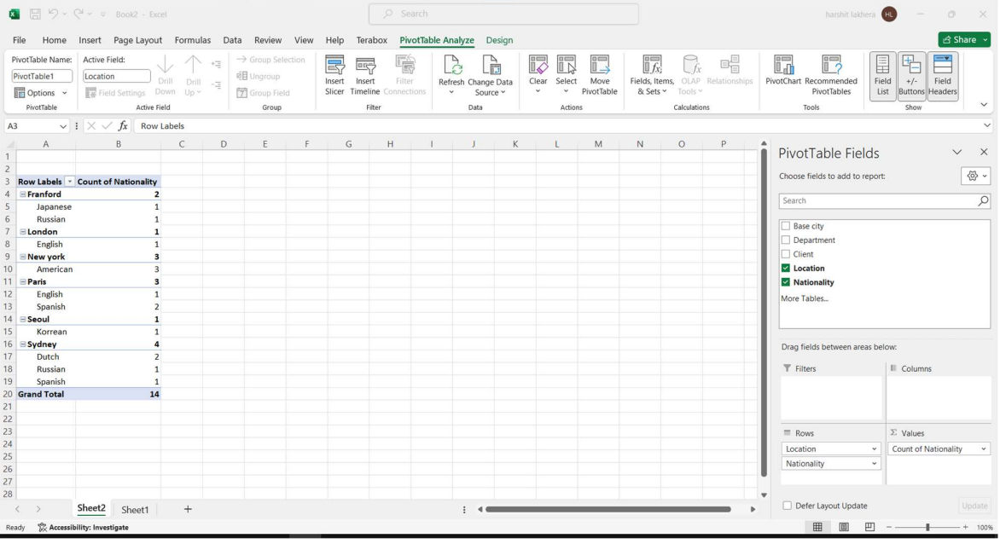 Book2 - Excel
Search
harshit lakhera HL
File Home Insert Page Layout Formulas Data Review View Help Terabox PivotTable Analyze Design
Share
PivotTable Name: Active Field:
PivotTable1 Location
Options Field Settings Drill Down Drill Up
Group Selection
Ungroup
Group Field
Insert Slicer Insert Timeline Filter Connections
Refresh Change Data Source
Clear Select Move PivotTable
Fields, Items, & Sets OLAP Tools Relationships
PivotChart Recommended PivotTables
Field List +/- Buttons Field Headers
PivotTable Active Field Group Filter Data Actions Calculations Tools Show
A3 fx Row Labels
A B C D E F G H I J K L M N O P
1
2
3 Row Labels Count of Nationality
4 Franford 2
5 Japanese 1
6 Russian 1
7 London 1
8 English 1
9 New york 3
10 American 3
11 Paris 3
12 English 1
13 Spanish 2
14 Seoul 1
15 Korrean 1
16 Sydney 4
17 Dutch 2
18 Russian 1
19 Spanish 1
20 Grand Total 14
21
22
23
24
25
26
27
28
PivotTable Fields
Choose fields to add to report:
Search
Base city
Department
Client
Location
Nationality
More Tables...
Drag fields between areas below:
Filters Columns
Rows Σ Values
Location Count of Nationality
Nationality
Defer Layout Update Update
Sheet2 Sheet1 +
Ready Accessibility: Investigate
100%